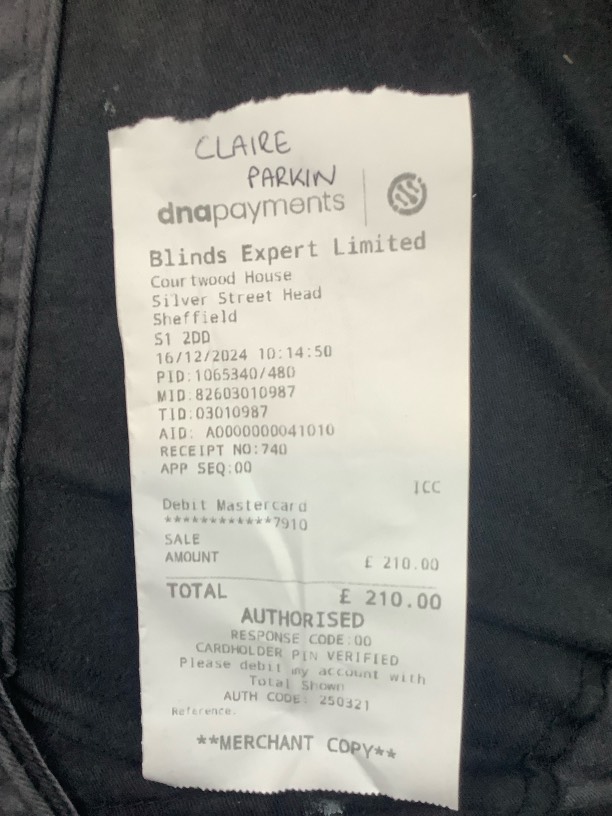 CLAIRE
PARKIN
dnapayments
Blinds Expert Limited
Courtwood House
Silver Street Head
Sheffield
S1 2DD
16/12/2024 10:14:50
PID:1065340/480
MID:82603010987
TID:03010987
AID: A0000000041010
RECEIPT NO:740
APP SEQ:00
ICC
Debit Mastercard
************7910
SALE
AMOUNT £ 210.00
TOTAL £ 210.00
AUTHORISED
RESPONSE CODE:00
CARDHOLDER PIN VERIFIED
Please debit my account with
Total Shown
AUTH CODE: 250321
Reference.
**MERCHANT COPY**